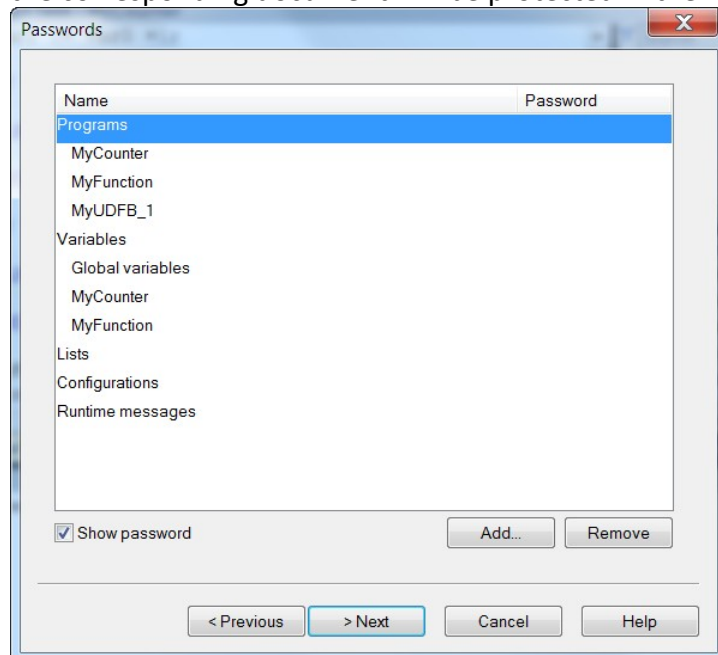 Passwords
Name Password
Programs
MyCounter
MyFunction
MyUDFB_1
Variables
Global variables
MyCounter
MyFunction
Lists
Configurations
Runtime messages
Show password Add... Remove
< Previous > Next Cancel Help